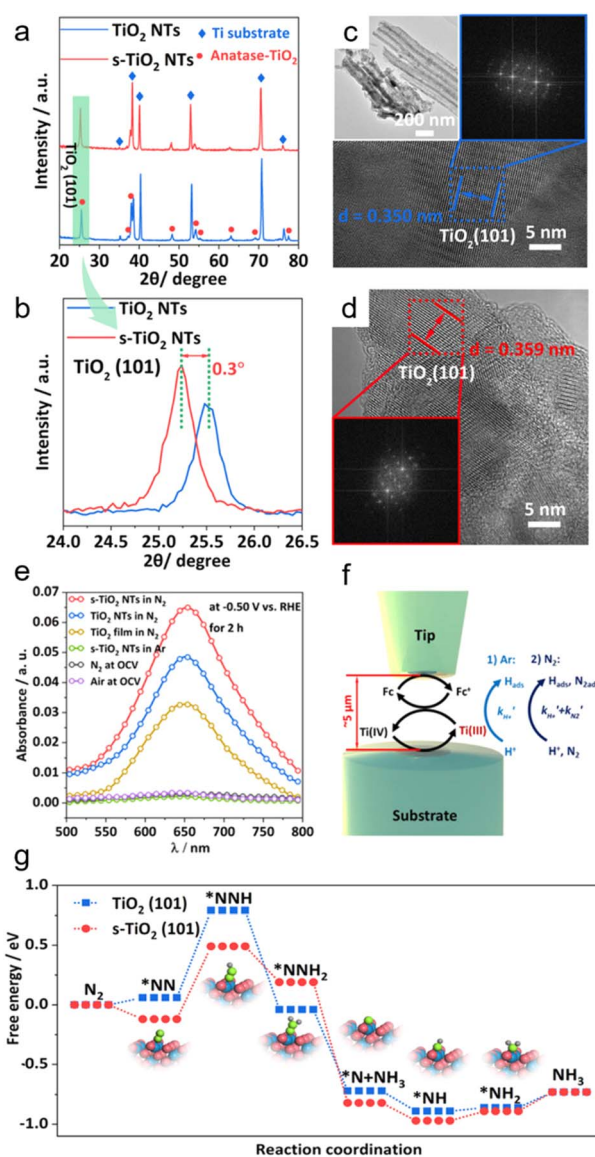 a
TiO₂ NTs
s-TiO₂ NTs
Ti substrate
Anatase-TiO₂
Intensity / a.u.
TiO₂ (101)
20 30 40 50 60 70 80
2θ/ degree
b
TiO₂ NTs
s-TiO₂ NTs
TiO₂ (101)
0.3°
Intensity / a.u.
24.0 24.5 25.0 25.5 26.0 26.5
2θ/ degree
c
200 nm
d = 0.350 nm
TiO₂(101)
5 nm
d
d = 0.359 nm
TiO₂(101)
5 nm
e
0.07
0.06
0.05
0.04
0.03
0.02
0.01
0.00
Absorbance / a. u.
s-TiO₂ NTs in N₂
TiO₂ NTs in N₂
TiO₂ film in N₂
s-TiO₂ NTs in Ar
N₂ at OCV
Air at OCV
at -0.50 V vs. RHE
for 2 h
500 550 600 650 700 750 800
λ / nm
f
Tip
~5 μm
Fc
Fc⁺
Ti(IV)
Ti(III)
Substrate
1) Ar:
H_ads
k_H+'
H⁺
2) N₂:
H_ads, N_2ads
k_H+'+k_N2'
H⁺, N₂
g
1.0
0.5
0.0
-0.5
-1.0
Free energy / eV
TiO₂ (101)
s-TiO₂ (101)
N₂
*NN
*NNH
*NNH₂
*N+NH₃
*NH
*NH₂
NH₃
Reaction coordination